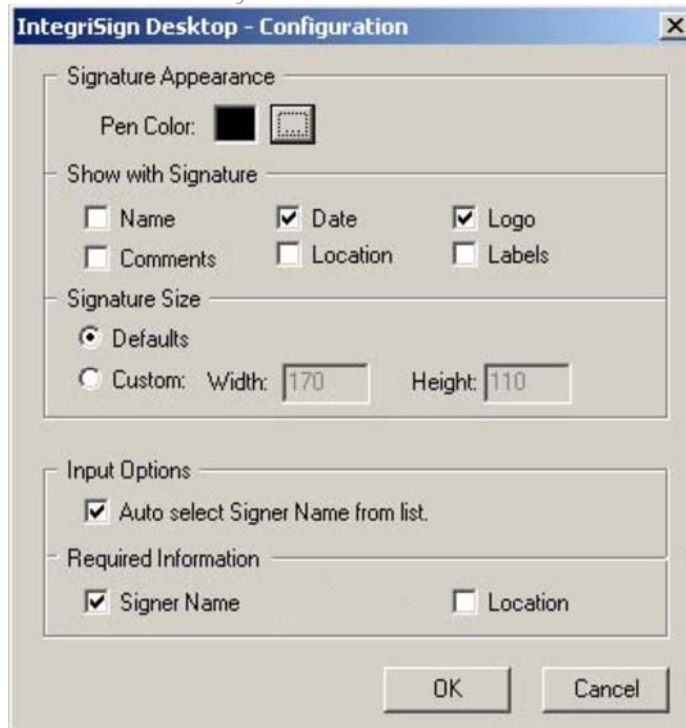 IntegriSign Desktop - Configuration
Signature Appearance
Pen Color: ...
Show with Signature
Name Date Logo
Comments Location Labels
Signature Size
Defaults
Custom: Width: 170 Height: 110
Input Options
Auto select Signer Name from list.
Required Information
Signer Name Location
OK Cancel